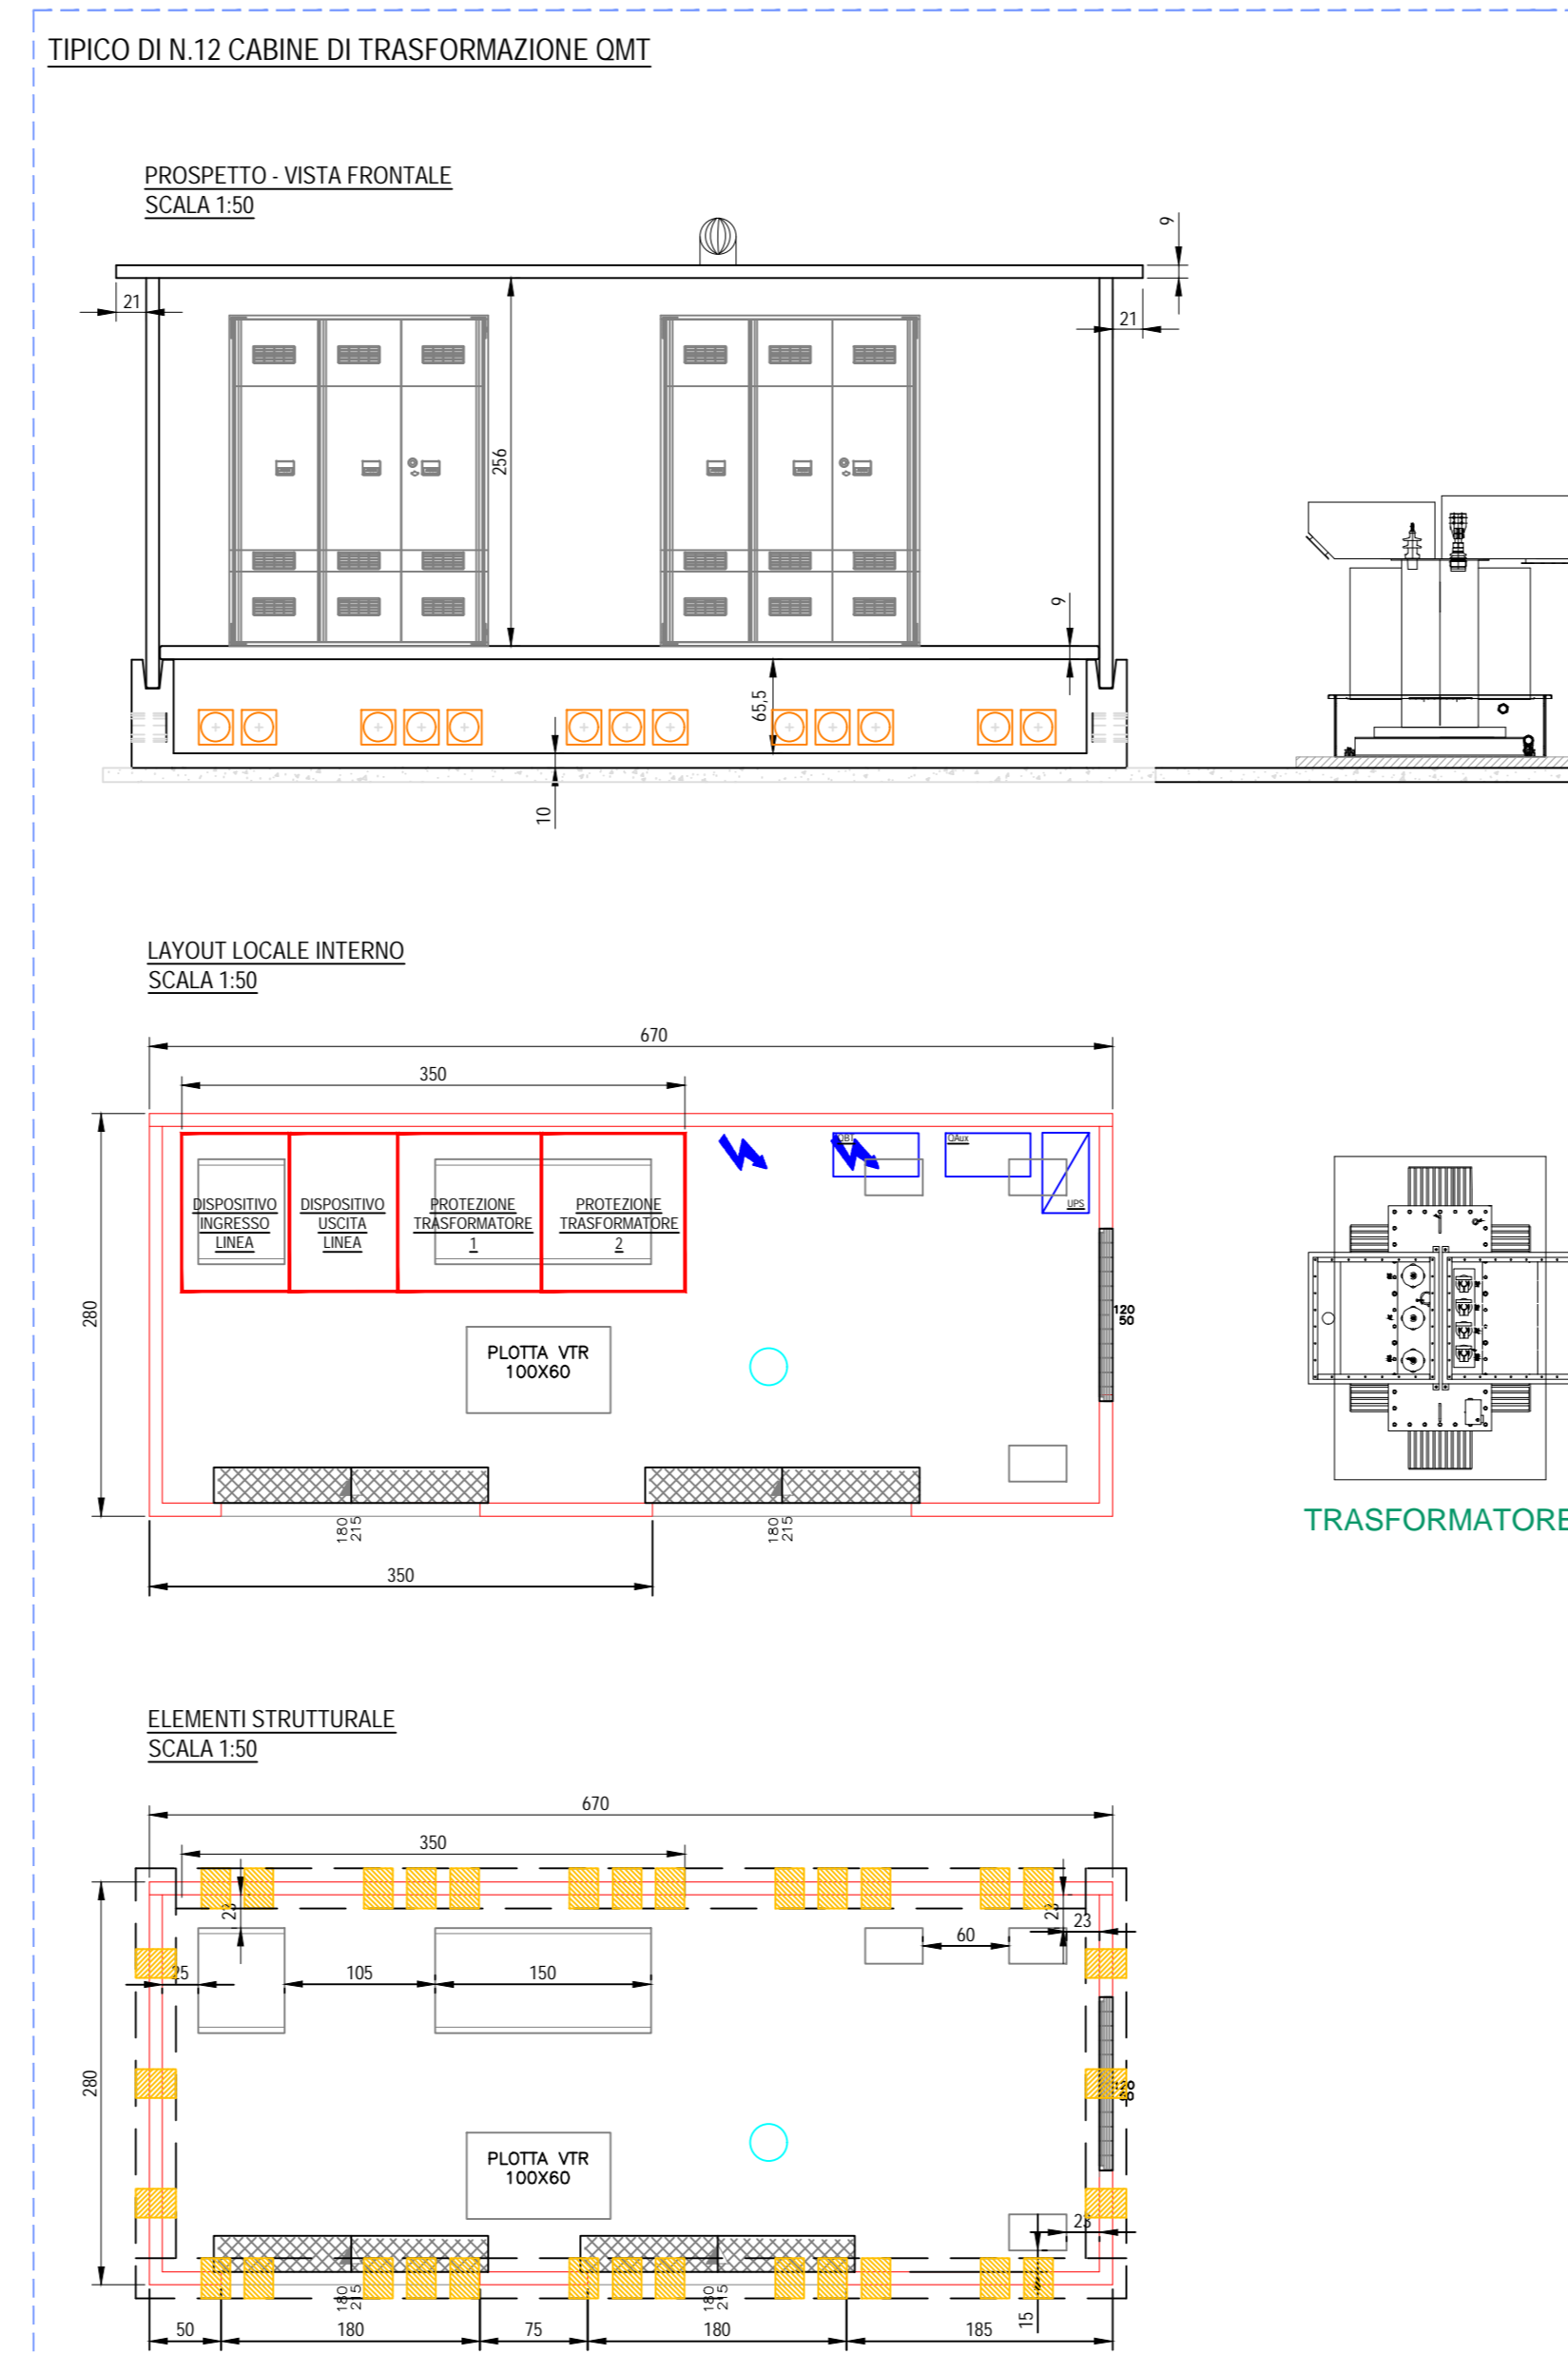 TIPICO DI N.12 CABINE DI TRASFORMAZIONE QMT
PROSPETTO - VISTA FRONTALE
SCALA 1:50
9
21
21
256
9
65,5
10
LAYOUT LOCALE INTERNO
SCALA 1:50
670
350
280
DISPOSITIVO
INGRESSO
LINEA
DISPOSITIVO
USCITA
LINEA
PROTEZIONE
TRASFORMATORE
1
PROTEZIONE
TRASFORMATORE
2
QBT
QAux
UPS
120
50
PLOTTA VTR
100X60
180
215
180
215
350
TRASFORMATORE
ELEMENTI STRUTTURALE
SCALA 1:50
670
350
23
23
60
25
105
150
280
PLOTTA VTR
100X60
23
180
215
180
215
15
50
180
75
180
185